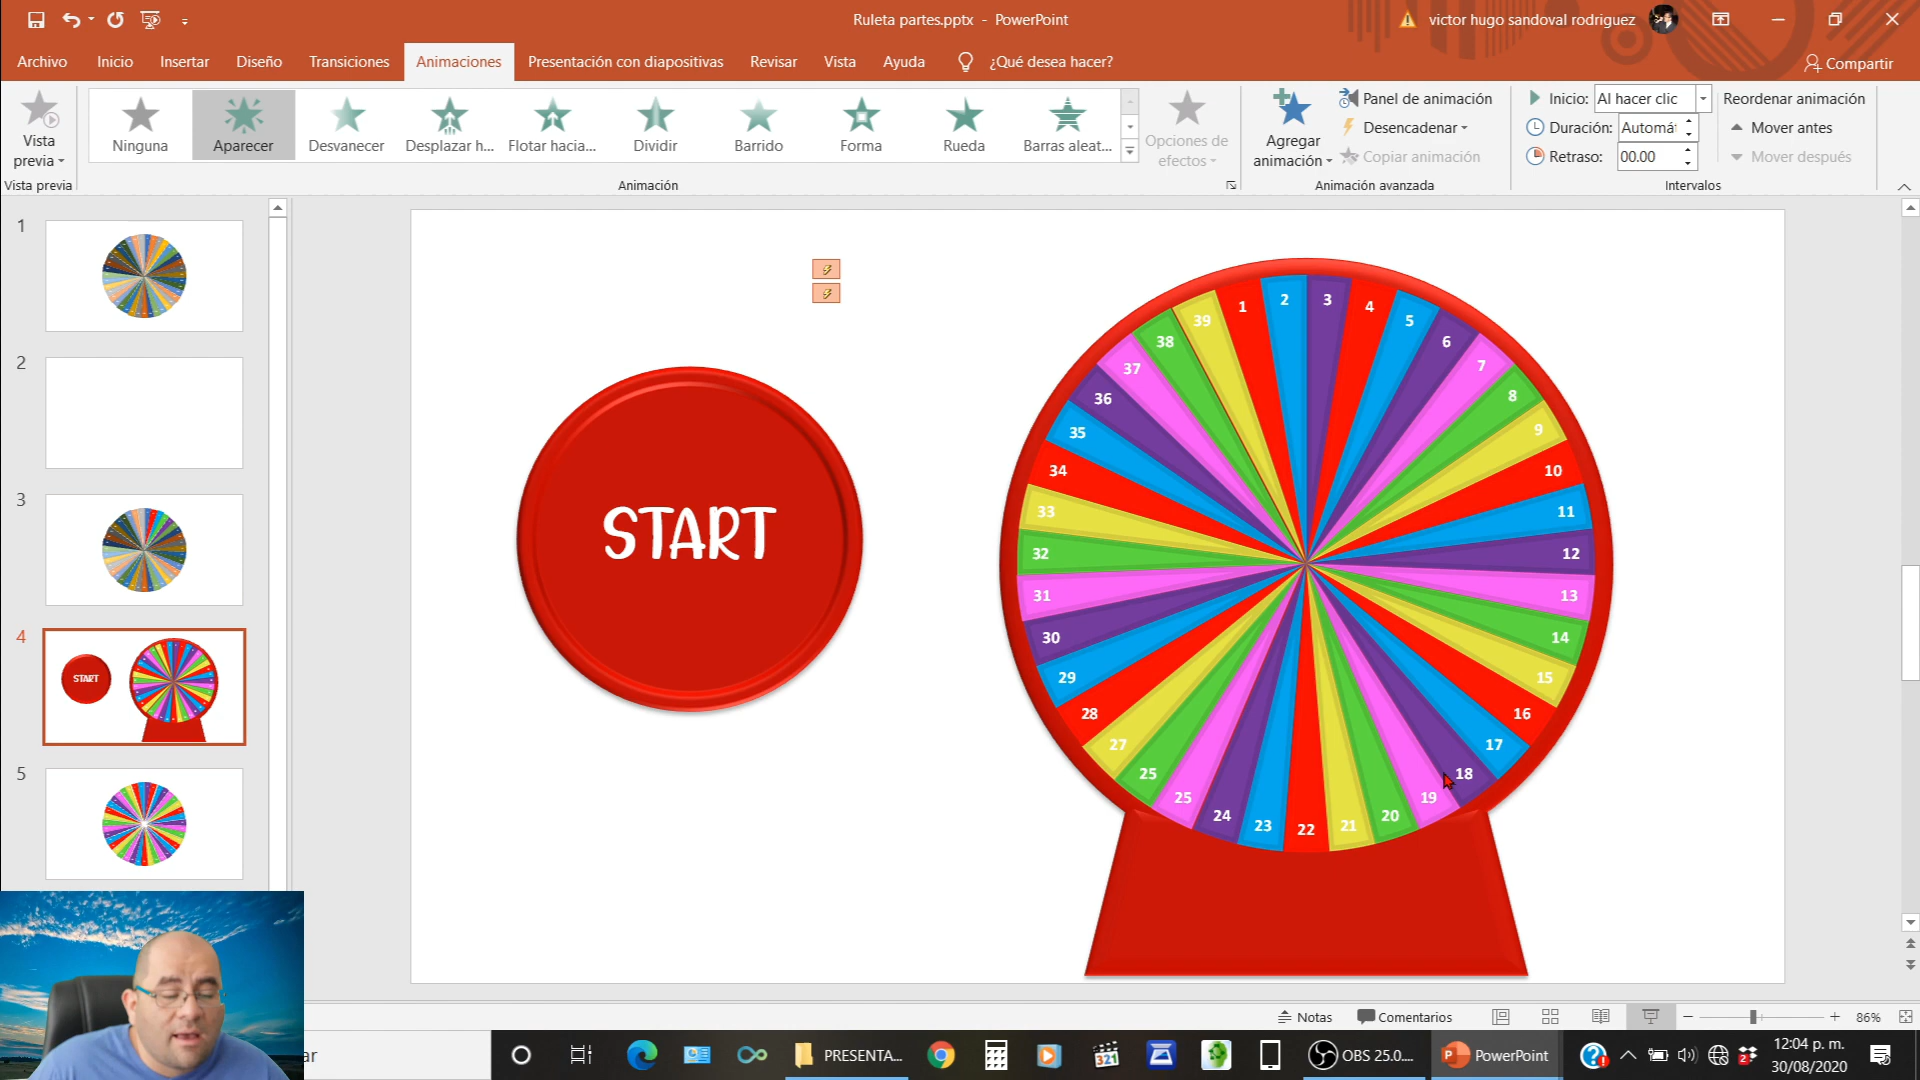 Ruleta partes.pptx - PowerPoint
victor hugo sandoval rodriguez
Archivo Inicio Insertar Diseño Transiciones Animaciones Presentación con diapositivas Revisar Vista Ayuda ¿Qué desea hacer? Compartir
Vista previa
Ninguna Aparecer Desvanecer Desplazar h... Flotar hacia... Dividir Barrido Forma Rueda Barras aleat...
Opciones de efectos
Agregar animación
Panel de animación
Desencadenar
Copiar animación
Inicio: Al hacer clic
Duración: Automát
Retraso: 00.00
Reordenar animación
Mover antes
Mover después
Vista previa Animación Animación avanzada Intervalos
1
2
3
4
START
5
START
1
2
3
4
5
6
7
8
9
10
11
12
13
14
15
16
17
18
19
20
21
22
23
24
25
25
27
28
29
30
31
32
33
34
35
36
37
38
39
Notas Comentarios 86%
ar
PRESENTA... 321 OBS 25.0.... PowerPoint 2
12:04 p. m.
30/08/2020